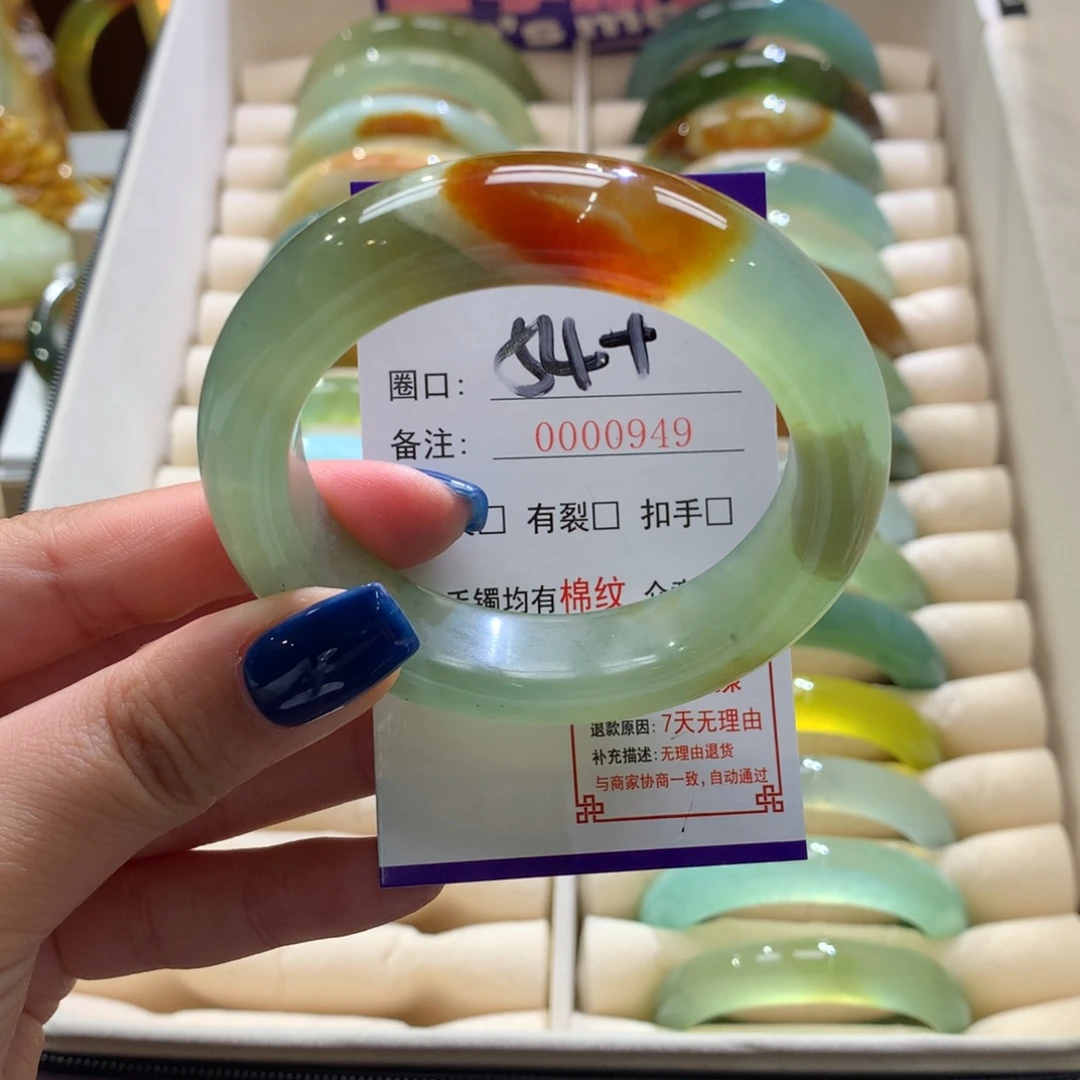 's m
圈口: 54.+
备注: 0000949
□ 有裂□ 扣手□
手镯均有棉纹
退款原因: 7天无理由
补充描述: 无理由退货
与商家协商一致, 自动通过